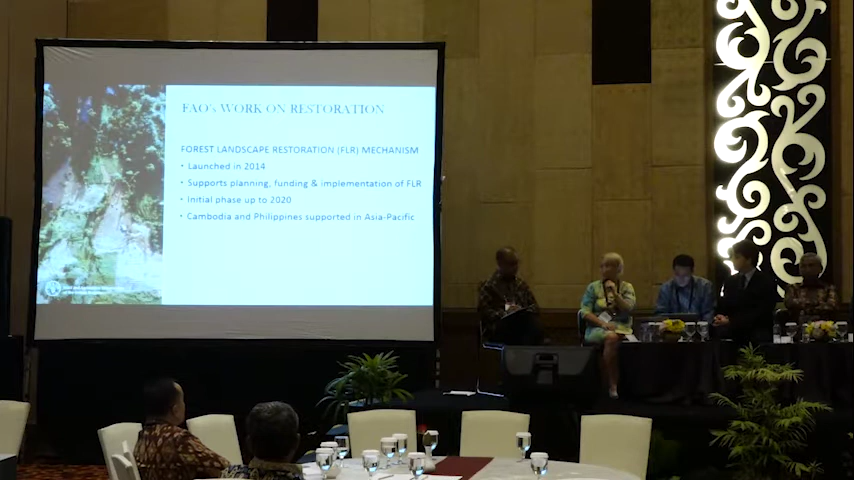 FAO's WORK ON RESTORATION
FOREST LANDSCAPE RESTORATION (FLR) MECHANISM
• Launched in 2014
• Supports planning, funding & implementation of FLR
• Initial phase up to 2020
• Cambodia and Philippines supported in Asia-Pacific